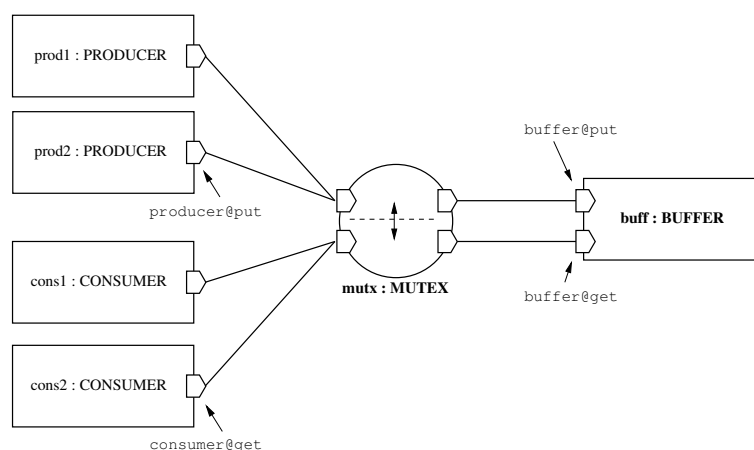 prod1 : PRODUCER
prod2 : PRODUCER
producer@put
cons1 : CONSUMER
cons2 : CONSUMER
consumer@get
mutx : MUTEX
buffer@put
buff : BUFFER
buffer@get